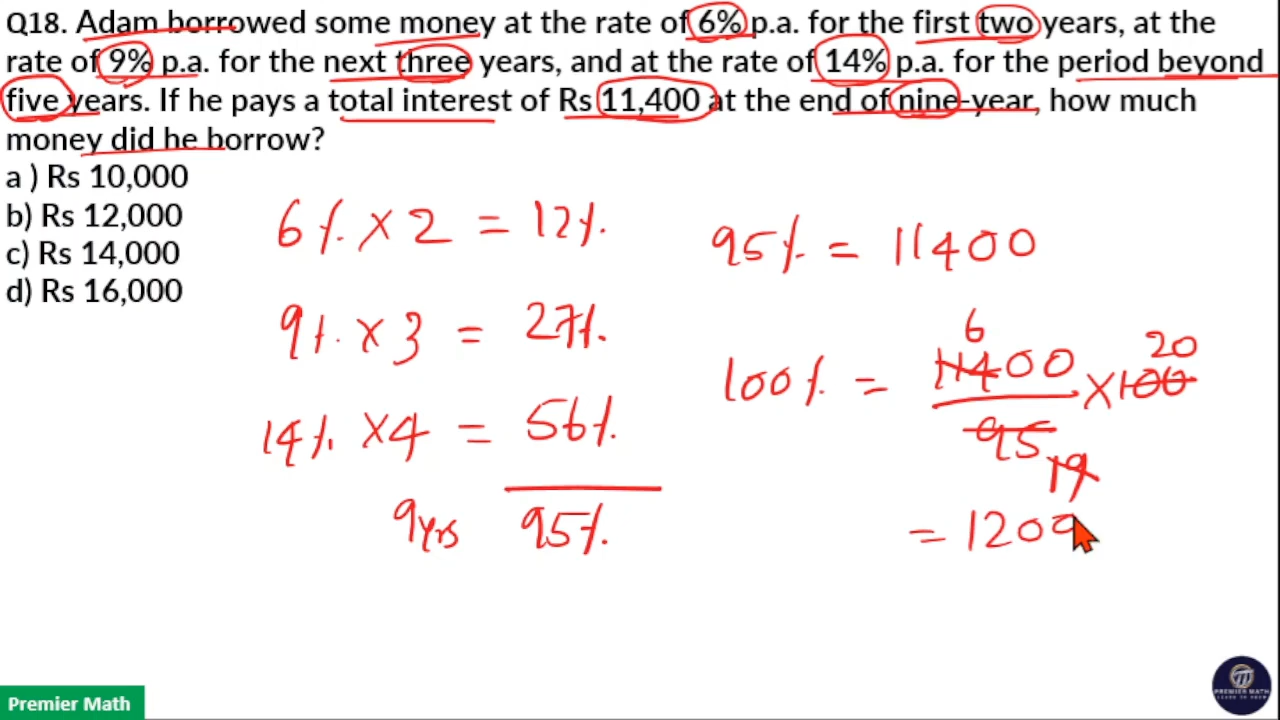 Q18. Adam borrowed some money at the rate of 6% p.a. for the first two years, at the
rate of 9% p.a. for the next three years, and at the rate of 14% p.a. for the period beyond
five years. If he pays a total interest of Rs 11,400 at the end of nine-year, how much
money did he borrow?
a ) Rs 10,000
b) Rs 12,000
c) Rs 14,000
d) Rs 16,000
6% × 2 = 12%
9% × 3 = 27%
14% × 4 = 56%
9yrs 95%
95% = 11400
6 20
100% = 11400 × 100
95
19
= 1200
Premier Math
PREMIER MATH